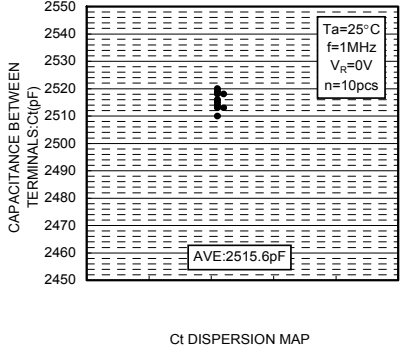 CAPACITANCE BETWEEN
TERMINALS:Ct(pF)
2550
2540
2530
2520
2510
2500
2490
2480
2470
2460
2450
Ta=25°C
f=1MHz
VR=0V
n=10pcs
AVE:2515.6pF
Ct DISPERSION MAP